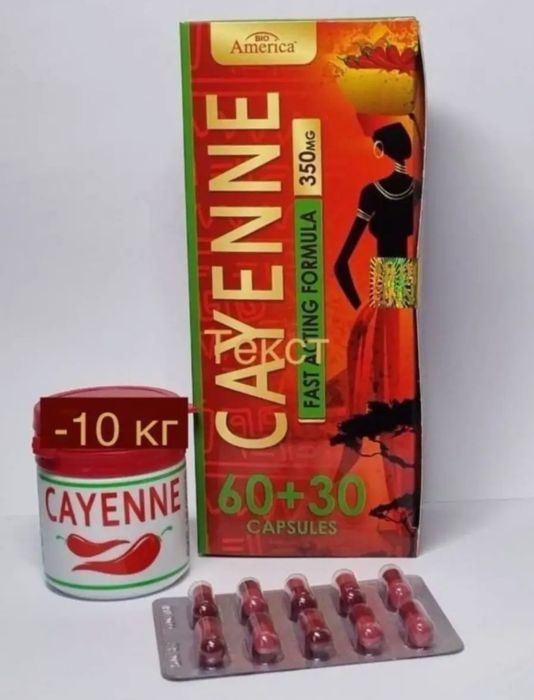 BIO
America
CAYENNE
350MG
FAST ACTING FORMULA
Текст
60+30
CAPSULES
-10 кг
CAYENNE